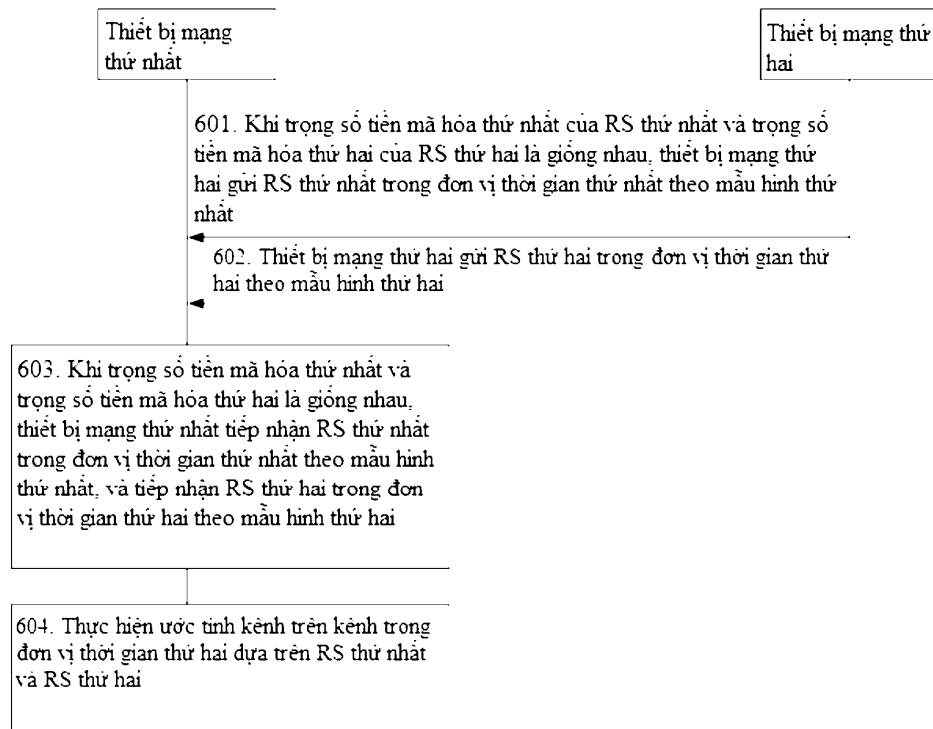 Thiết bị mạng
thứ nhất
Thiết bị mạng thứ
hai
601. Khi trọng số tiền mã hóa thứ nhất của RS thứ nhất và trọng số
tiền mã hóa thứ hai của RS thứ hai là giống nhau, thiết bị mạng thứ
hai gửi RS thứ nhất trong đơn vị thời gian thứ nhất theo mẫu hình thứ
nhất
602. Thiết bị mạng thứ hai gửi RS thứ hai trong đơn vị thời gian thứ
hai theo mẫu hình thứ hai
603. Khi trọng số tiền mã hóa thứ nhất và
trọng số tiền mã hóa thứ hai là giống nhau,
thiết bị mạng thứ nhất tiếp nhận RS thứ nhất
trong đơn vị thời gian thứ nhất theo mẫu hình
thứ nhất, và tiếp nhận RS thứ hai trong đơn
vị thời gian thứ hai theo mẫu hình thứ hai
604. Thực hiện ước tính kênh trên kênh trong
đơn vị thời gian thứ hai dựa trên RS thứ nhất
và RS thứ hai